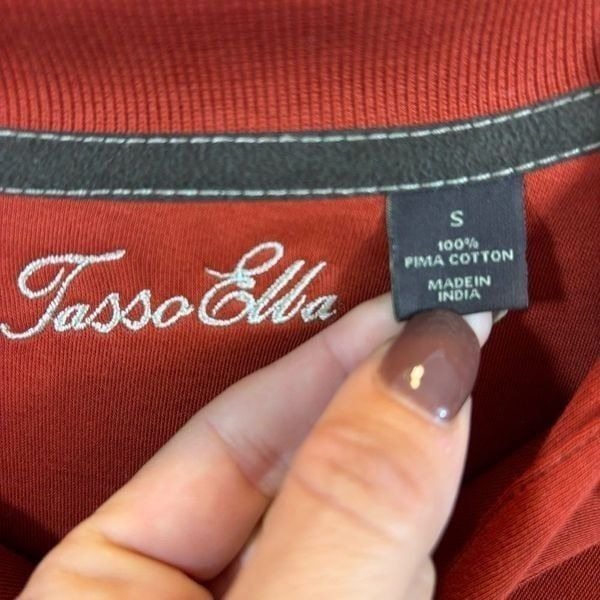 Tasso Elba
S
100%
PIMA COTTON
MADE IN
INDIA